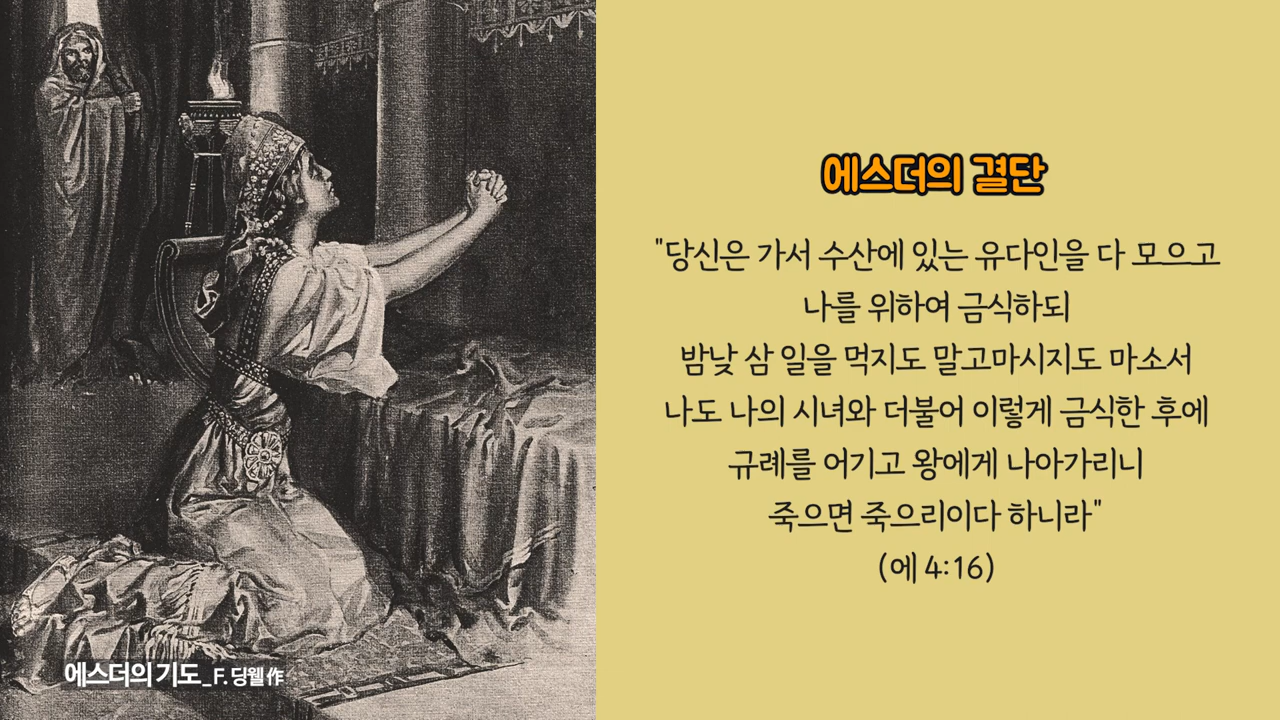 에스더의 결단
"당신은 가서 수산에 있는 유다인을 다 모으고
나를 위하여 금식하되
밤낮 삼 일을 먹지도 말고마시지도 마소서
나도 나의 시녀와 더불어 이렇게 금식한 후에
규례를 어기고 왕에게 나아가리니
죽으면 죽으리이다 하니라"
(에 4:16)
에스더의 기도_F. 딩웰 作